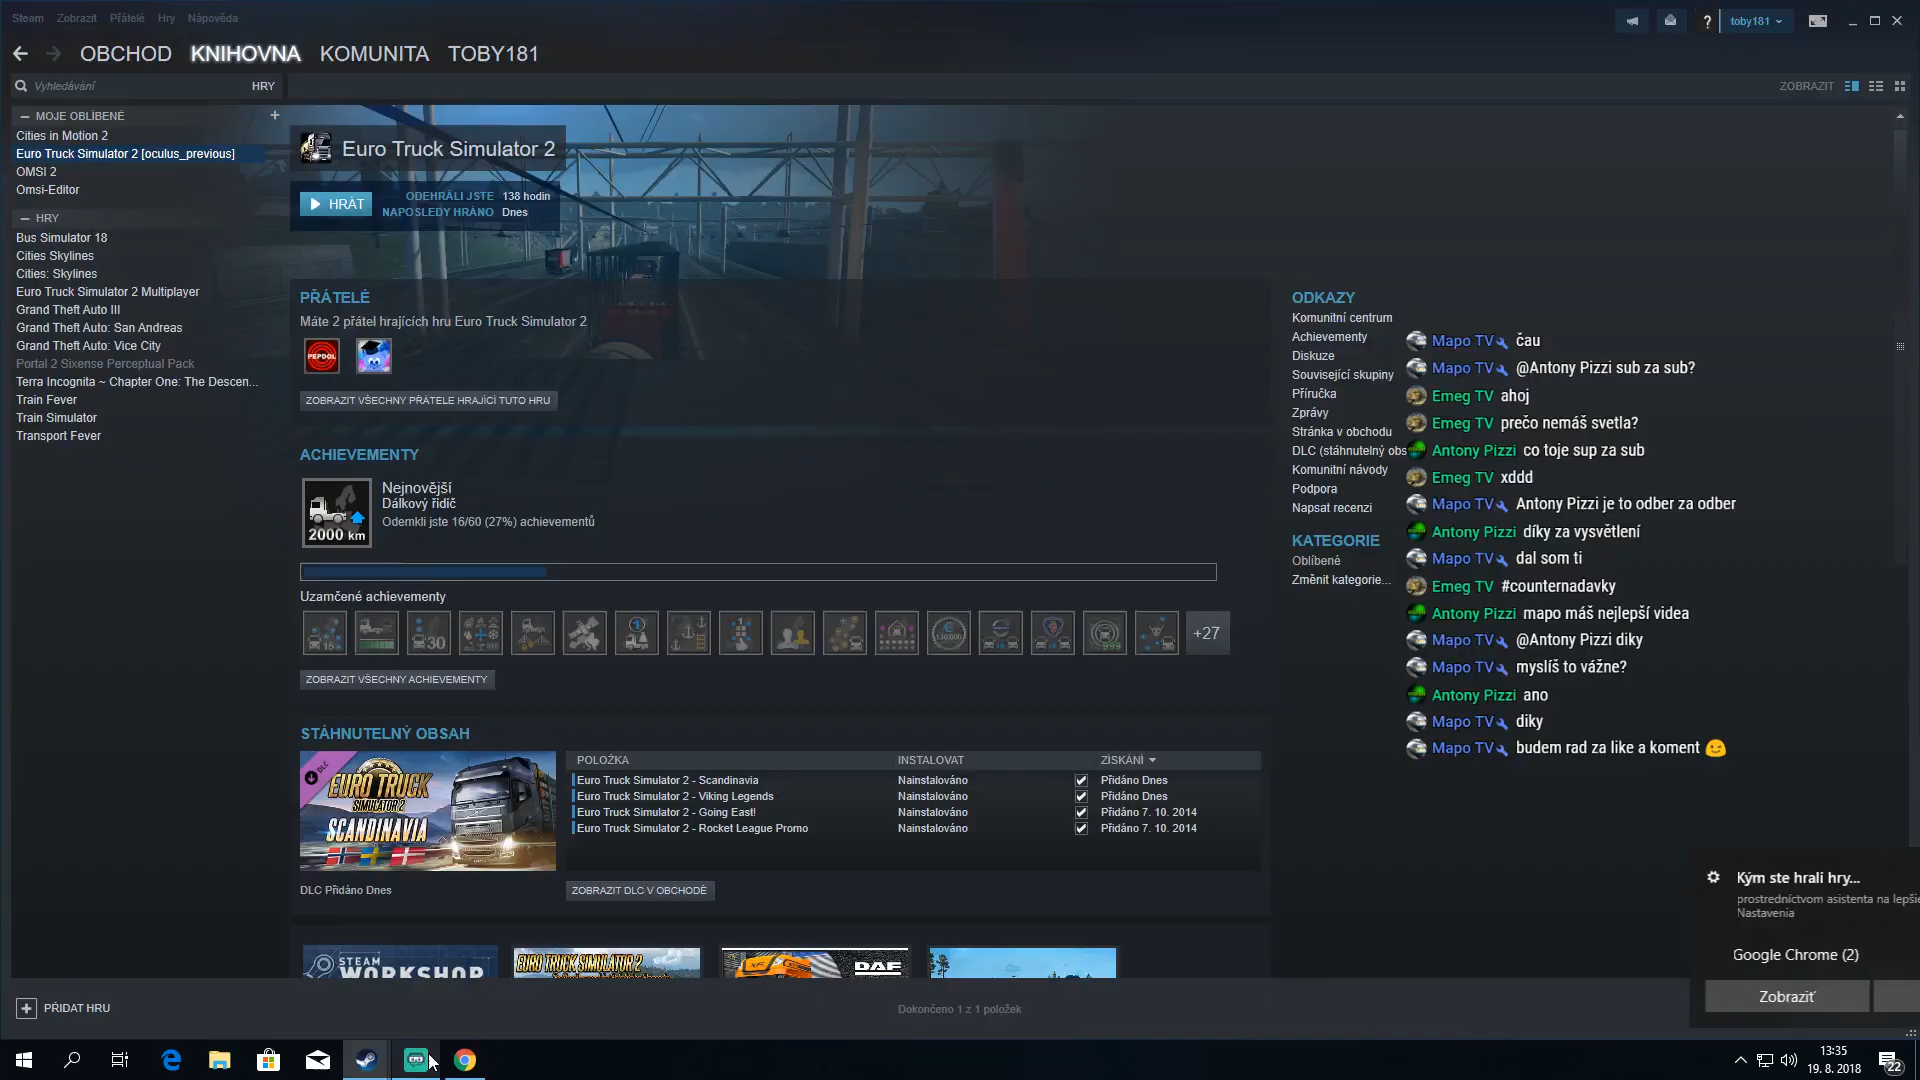 Steam Zobrazit Přátelé Hry Nápověda
toby181
OBCHOD KNIHOVNA KOMUNITA TOBY181
Vyhledávání HRY
ZOBRAZIT
— MOJE OBLÍBENÉ +
Cities in Motion 2
Euro Truck Simulator 2 [oculus_previous]
OMSI 2
Omsi-Editor
— HRY
Bus Simulator 18
Cities Skylines
Cities: Skylines
Euro Truck Simulator 2 Multiplayer
Grand Theft Auto III
Grand Theft Auto: San Andreas
Grand Theft Auto: Vice City
Portal 2 Sixense Perceptual Pack
Terra Incognita ~ Chapter One: The Descen...
Train Fever
Train Simulator
Transport Fever
Euro Truck Simulator 2
HRÁT
ODEHRÁLI JSTE 138 hodin
NAPOSLEDY HRÁNO Dnes
PŘÁTELÉ
Máte 2 přátel hrajících hru Euro Truck Simulator 2
PEPDOL
ZOBRAZIT VŠECHNY PŘÁTELE HRAJÍCÍ TUTO HRU
ACHIEVEMENTY
Nejnovější
Dálkový řidič
Odemkli jste 16/60 (27%) achievementů
2000 km
Uzamčené achievementy
+27
ZOBRAZIT VŠECHNY ACHIEVEMENTY
STÁHNUTELNÝ OBSAH
DLC
EURO TRUCK
SIMULATOR 2
SCANDINAVIA
DLC Přidáno Dnes
POLOŽKA INSTALOVAT ZÍSKÁNÍ
Euro Truck Simulator 2 - Scandinavia Nainstalováno Přidáno Dnes
Euro Truck Simulator 2 - Viking Legends Nainstalováno Přidáno Dnes
Euro Truck Simulator 2 - Going East! Nainstalováno Přidáno 7. 10. 2014
Euro Truck Simulator 2 - Rocket League Promo Nainstalováno Přidáno 7. 10. 2014
ZOBRAZIT DLC V OBCHODĚ
STEAM
WORKSHOP
EURO TRUCK SIMULATOR 2
XF
DAF
ODKAZY
Komunitní centrum
Achievementy
Diskuze
Související skupiny
Příručka
Zprávy
Stránka v obchodu
DLC (stáhnutelný obs
Komunitní návody
Podpora
Napsat recenzi
KATEGORIE
Oblíbené
Změnit kategorie...
Mapo TV čau
Mapo TV @Antony Pizzi sub za sub?
Emeg TV ahoj
Emeg TV prečo nemáš svetla?
Antony Pizzi co toje sup za sub
Emeg TV xddd
Mapo TV Antony Pizzi je to odber za odber
Antony Pizzi díky za vysvětlení
Mapo TV dal som ti
Emeg TV #counternadavky
Antony Pizzi mapo máš nejlepší videa
Mapo TV @Antony Pizzi diky
Mapo TV myslíš to vážne?
Antony Pizzi ano
Mapo TV diky
Mapo TV budem rad za like a koment
Kým ste hrali hry...
prostredníctvom asistenta na lepšie
Nastavenia
Google Chrome (2)
Zobraziť
PŘIDAT HRU
Dokončeno 1 z 1 položek
13:35
19. 8. 2018
22